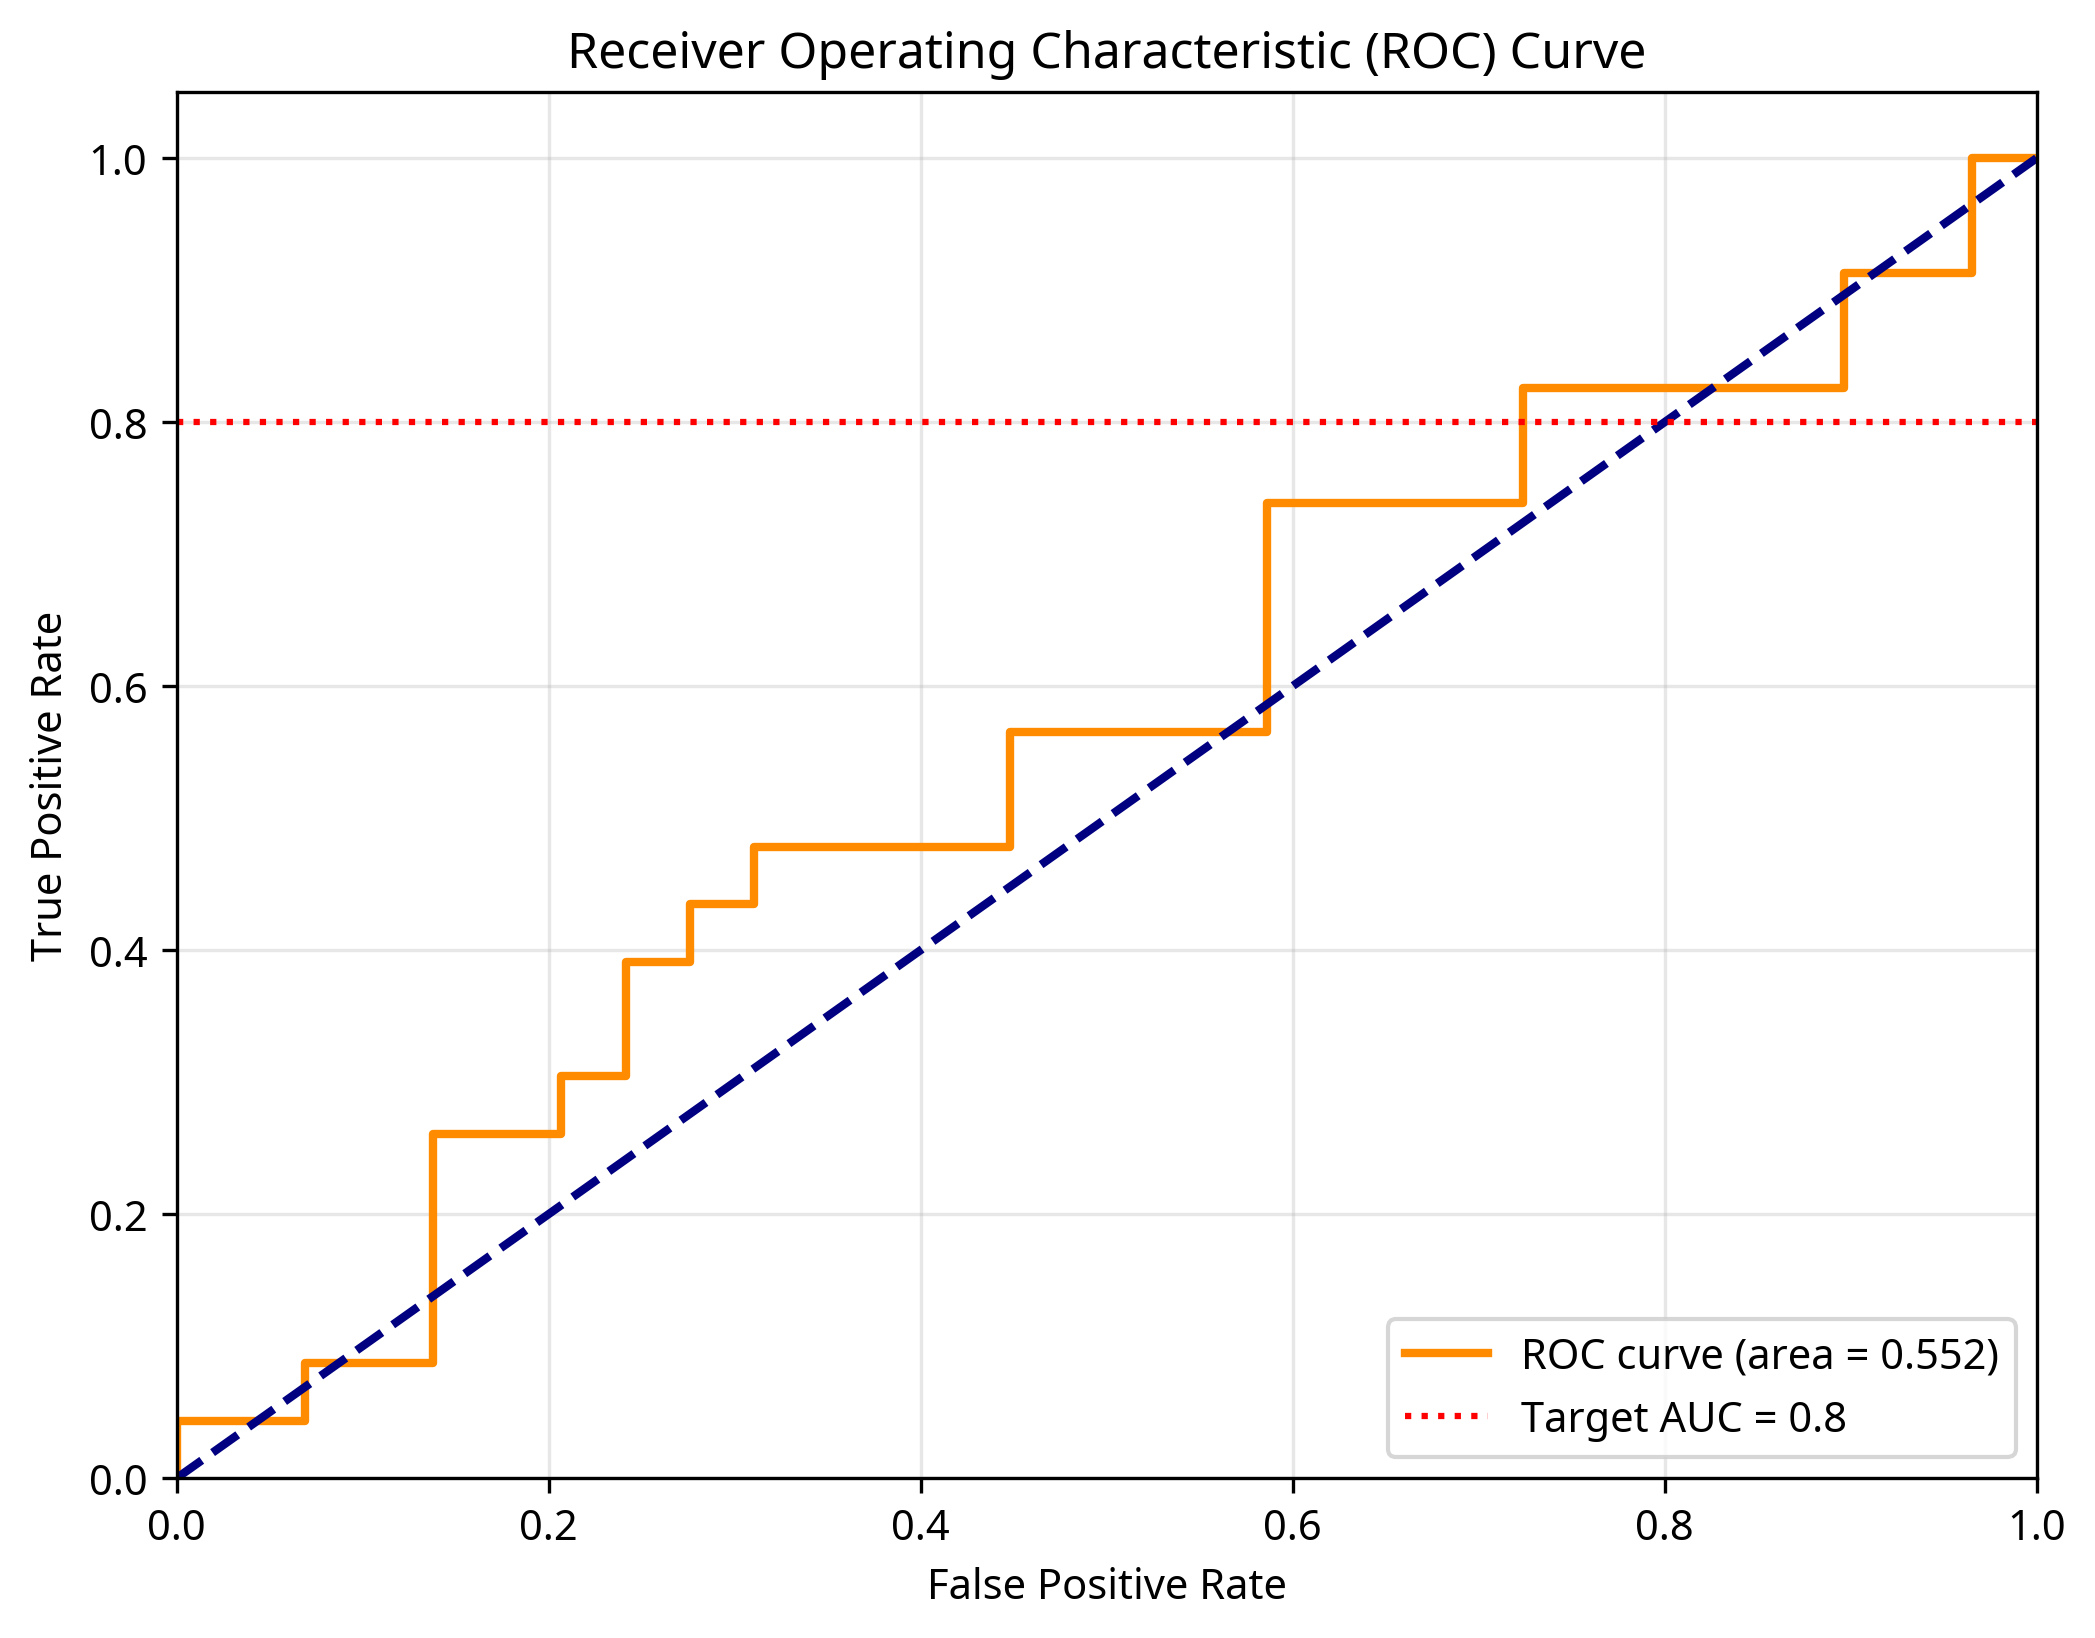 Receiver Operating Characteristic (ROC) Curve
1.0
0.8
0.6
0.4
0.2
0.0
True Positive Rate
ROC curve (area = 0.552)
Target AUC = 0.8
0.0 0.2 0.4 0.6 0.8 1.0
False Positive Rate